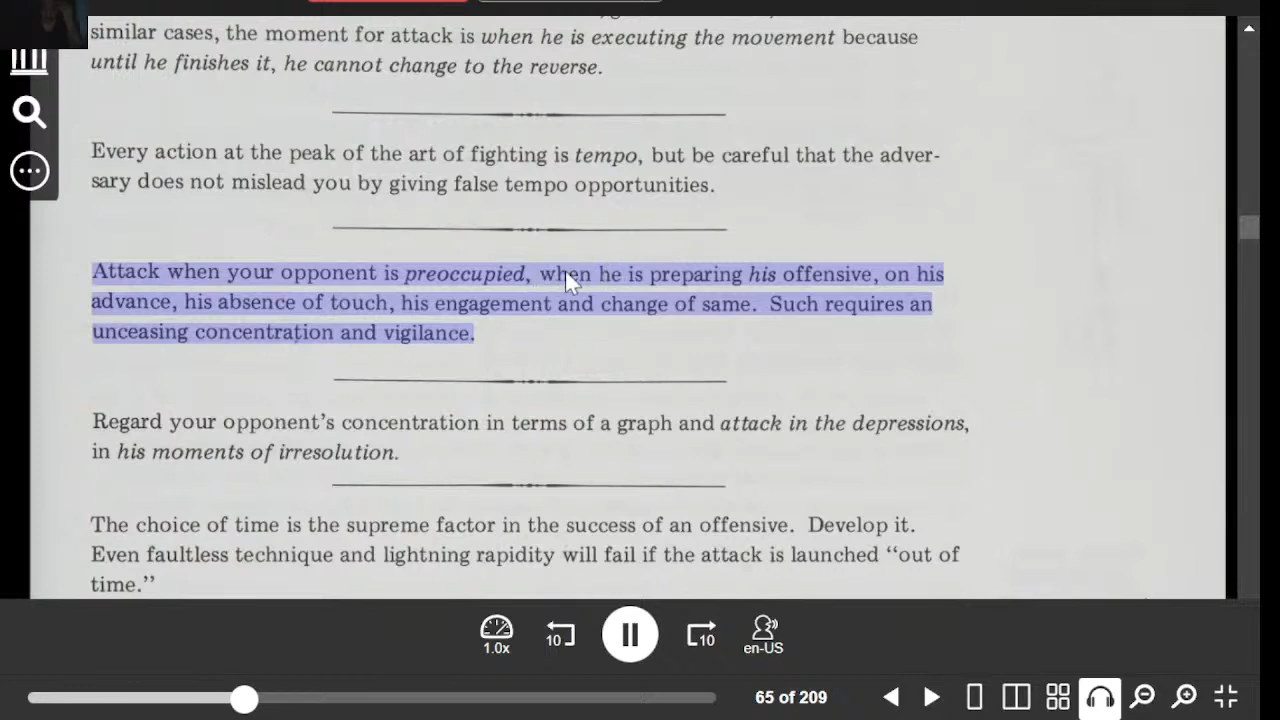 similar cases, the moment for attack is when he is executing the movement because
until he finishes it, he cannot change to the reverse.
Every action at the peak of the art of fighting is tempo, but be careful that the adver-
sary does not mislead you by giving false tempo opportunities.
Attack when your opponent is preoccupied, when he is preparing his offensive, on his
advance, his absence of touch, his engagement and change of same. Such requires an
unceasing concentration and vigilance.
Regard your opponent's concentration in terms of a graph and attack in the depressions,
in his moments of irresolution.
The choice of time is the supreme factor in the success of an offensive. Develop it.
Even faultless technique and lightning rapidity will fail if the attack is launched “out of
time.”
1.0x 10 10 en-US
65 of 209